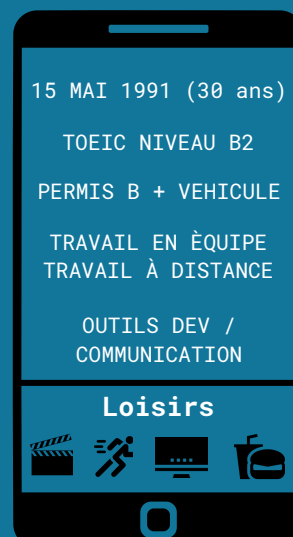 15 MAI 1991 (30 ans)
TOEIC NIVEAU B2
PERMIS B + VEHICULE
TRAVAIL EN ÈQUIPE
TRAVAIL À DISTANCE
OUTILS DEV /
COMMUNICATION
Loisirs